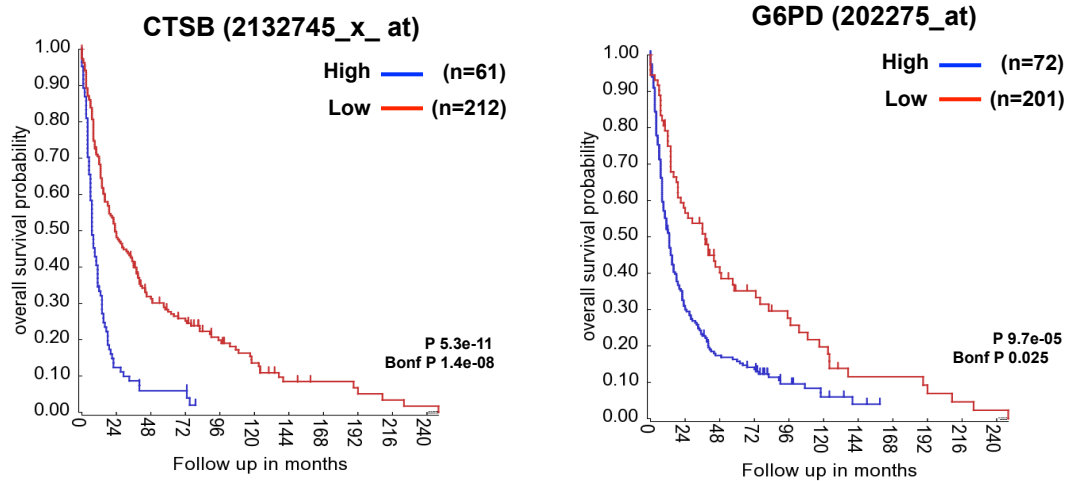 CTSB (2132745_x_ at)
High (n=61)
Low (n=212)
overall survival probability
1.00
0.90
0.80
0.70
0.60
0.50
0.40
0.30
0.20
0.10
0.00
P 5.3e-11
Bonf P 1.4e-08
0 24 48 72 96 120 144 168 192 216 240
Follow up in months
G6PD (202275_at)
High (n=72)
Low (n=201)
overall survival probability
1.00
0.90
0.80
0.70
0.60
0.50
0.40
0.30
0.20
0.10
0.00
P 9.7e-05
Bonf P 0.025
0 24 48 72 96 120 144 168 192 216 240
Follow up in months